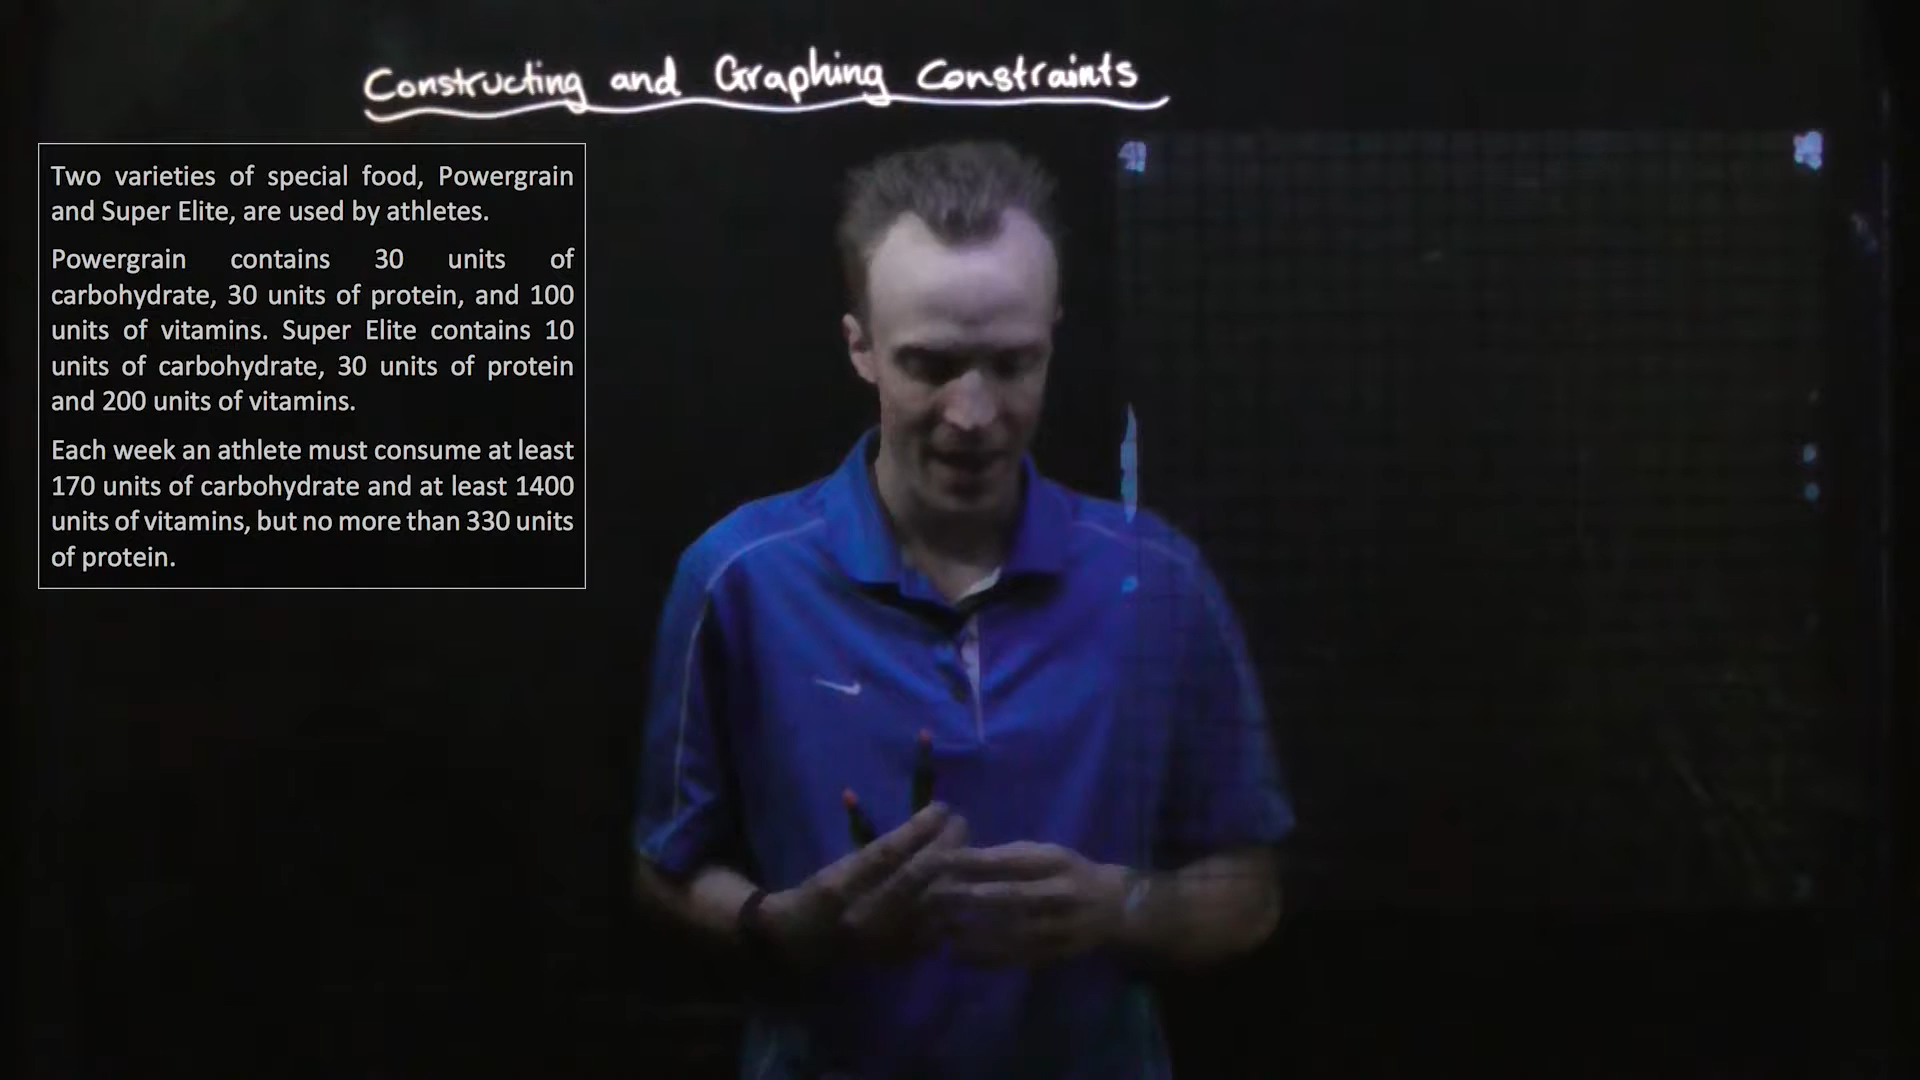 Constructing and Graphing Constraints
Two varieties of special food, Powergrain
and Super Elite, are used by athletes.
Powergrain contains 30 units of
carbohydrate, 30 units of protein, and 100
units of vitamins. Super Elite contains 10
units of carbohydrate, 30 units of protein
and 200 units of vitamins.
Each week an athlete must consume at least
170 units of carbohydrate and at least 1400
units of vitamins, but no more than 330 units
of protein.